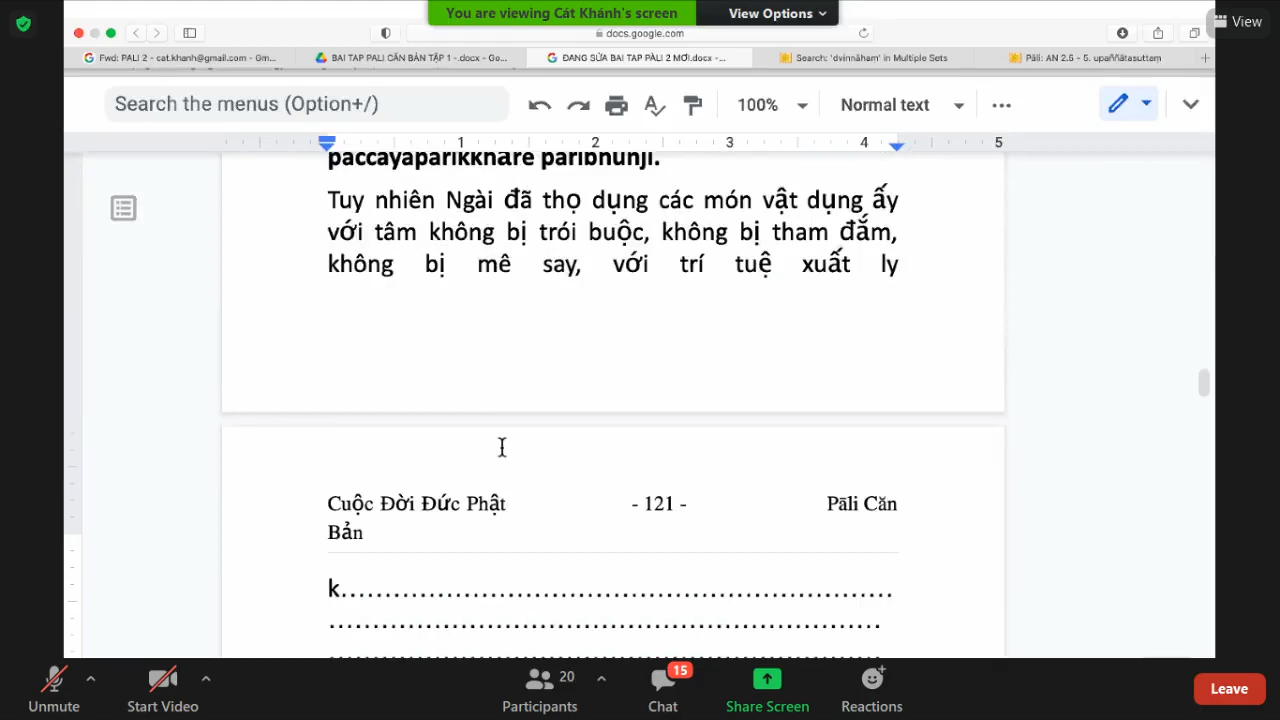 You are viewing Cát Khánh's screen
View Options
View
docs.google.com
Fwd: PALI 2 - cat.khanh@gmail.com - Gm...
BAI TAP PALI CĂN BẢN TẬP 1 -.docx - Go...
ĐANG SỬA BAI TAP PÀLI 2 MƠI.docx -...
Search: 'dvinnāham' in Multiple Sets
Pāli: AN 2.5 - 5. upaññātasuttaṃ
Search the menus (Option+/)
100%
Normal text
1 2 3 4 5
paccayaparikkhāre paribhuñji.
Tuy nhiên Ngài đã thọ dụng các món vật dụng ấy
với tâm không bị trói buộc, không bị tham đắm,
không bị mê say, với trí tuệ xuất ly
Cuộc Đời Đức Phật - 121 - Pāli Căn
Bản
k...............................................................
...............................................................
Unmute
Start Video
Participants
20
Chat
15
Share Screen
Reactions
Leave